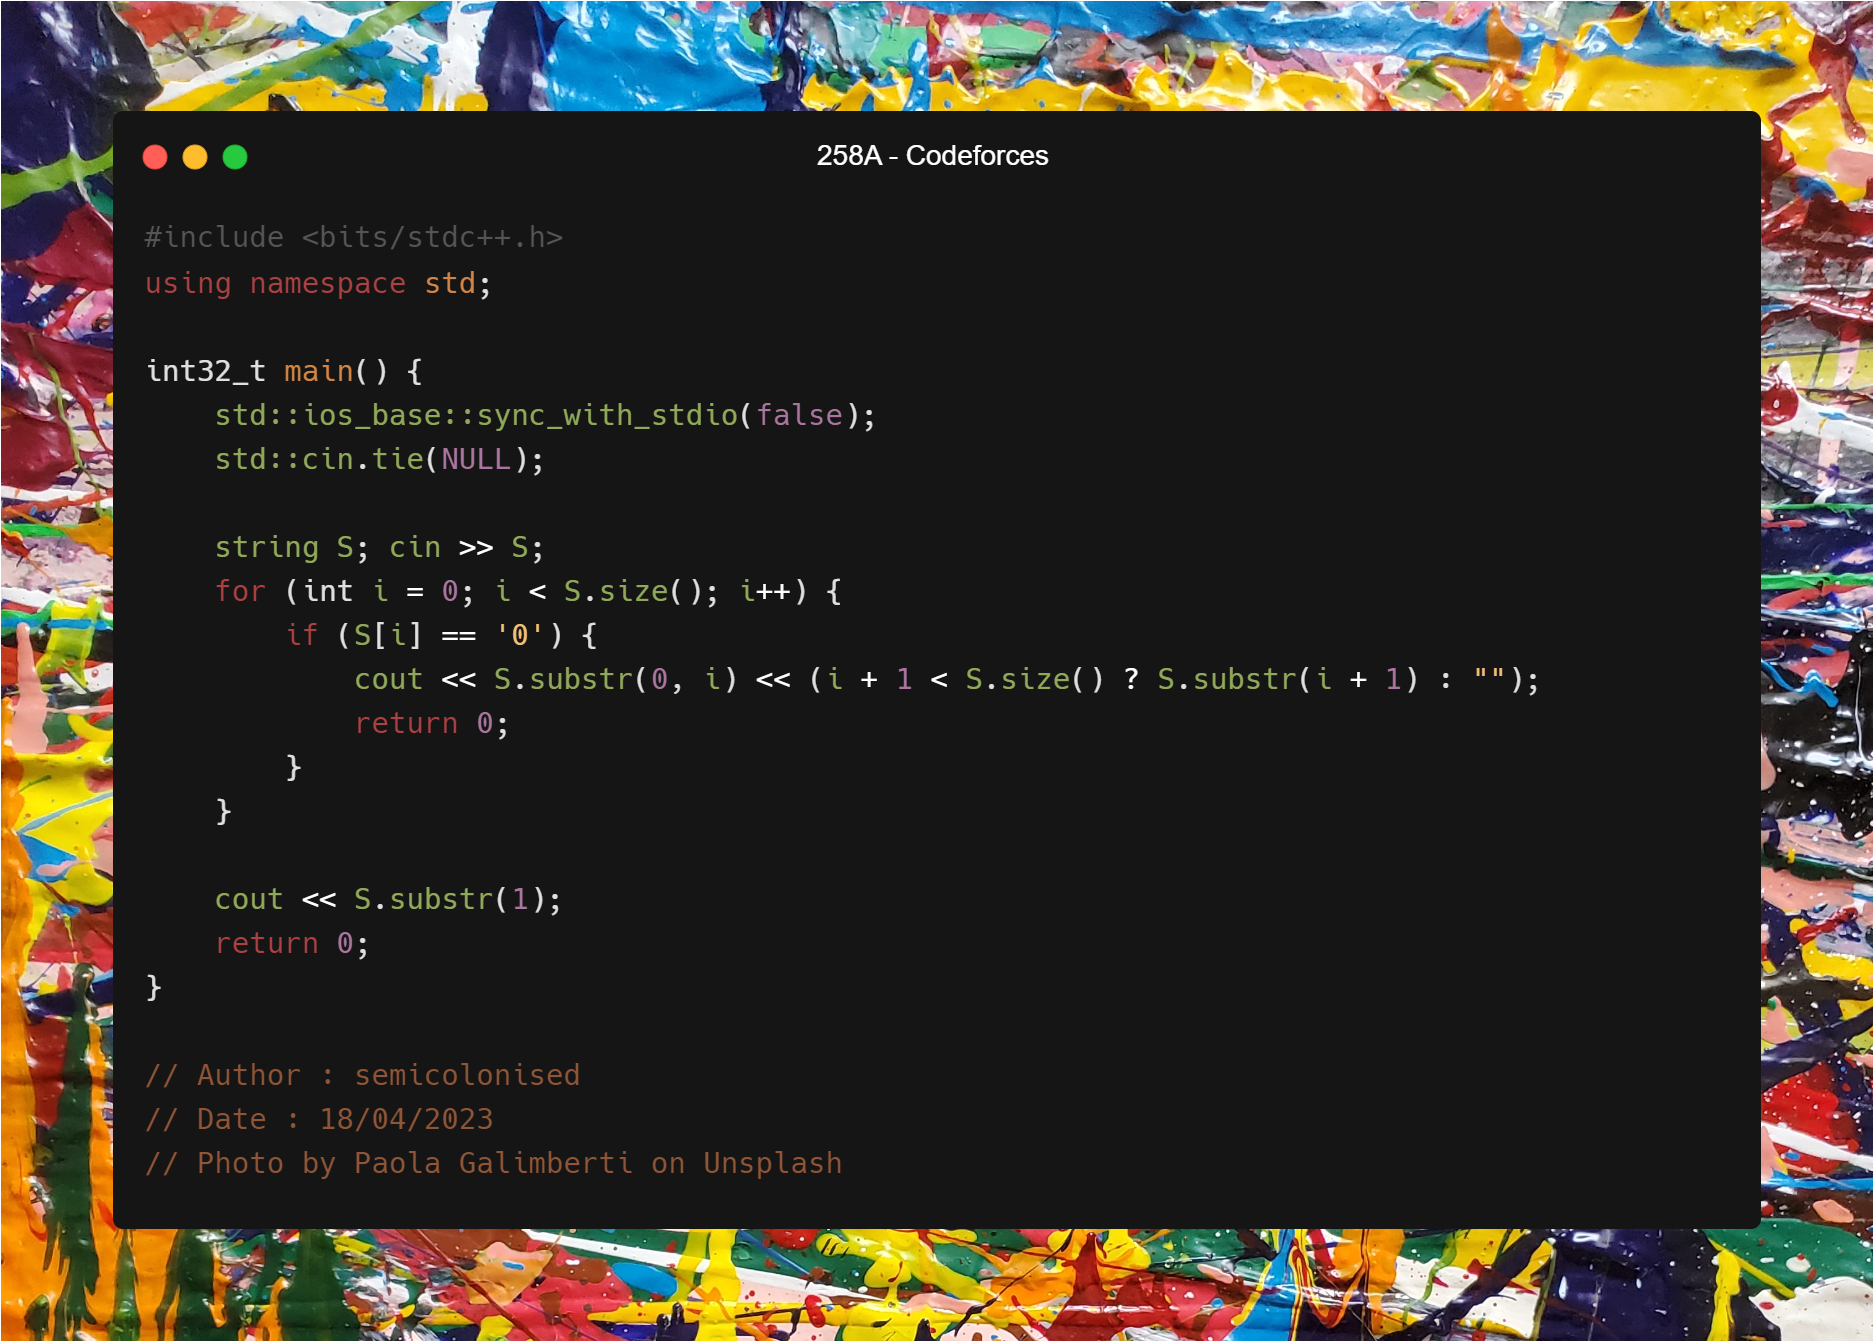 258A - Codeforces
#include <bits/stdc++.h>
using namespace std;
int32_t main() {
    std::ios_base::sync_with_stdio(false);
    std::cin.tie(NULL);
    string S; cin >> S;
    for (int i = 0; i < S.size(); i++) {
        if (S[i] == '0') {
            cout << S.substr(0, i) << (i + 1 < S.size() ? S.substr(i + 1) : "");
            return 0;
        }
    }
    cout << S.substr(1);
    return 0;
}
// Author : semicolonised
// Date : 18/04/2023
// Photo by Paola Galimberti on Unsplash